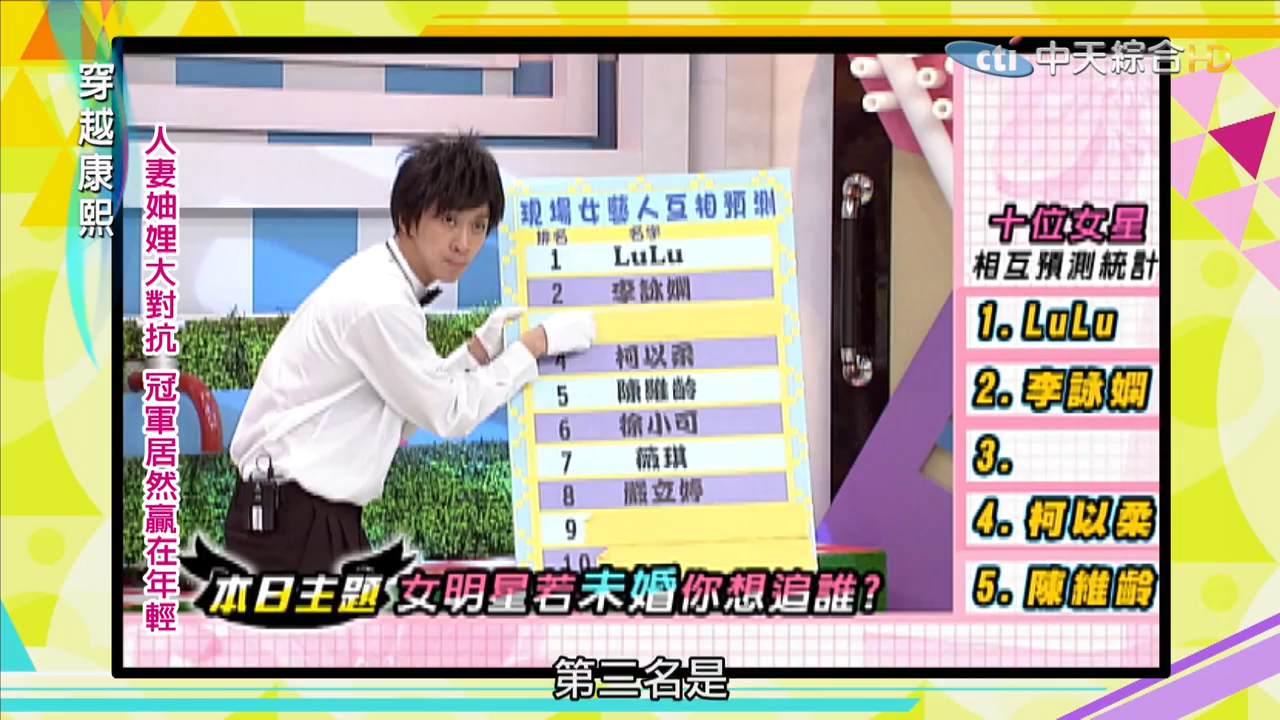 cti 中天綜合HD
穿越康熙
人妻妯娌大對抗 冠軍居然贏在年輕
現場女藝人互相預測
排名 名字
1 LuLu
2 李詠嫻
4 柯以柔
5 陳維齡
6 徐小可
7 薇琪
8 嚴立婷
9
10
十位女星
相互預測統計
1. LuLu
2. 李詠嫻
3.
4. 柯以柔
5. 陳維齡
本日主題 女明星若未婚你想追誰?
第三名是